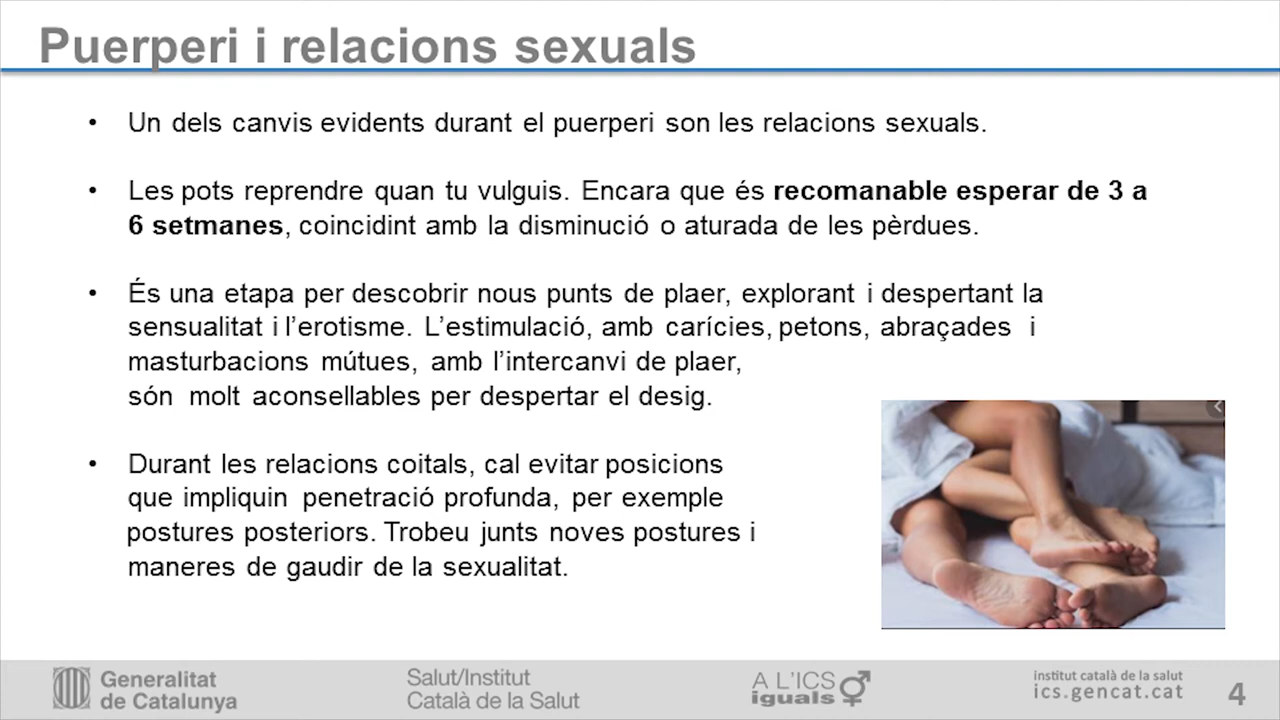 Puerperi i relacions sexuals
• Un dels canvis evidents durant el puerperi son les relacions sexuals.
• Les pots reprendre quan tu vulguis. Encara que és recomanable esperar de 3 a
6 setmanes, coincidint amb la disminució o aturada de les pèrdues.
• És una etapa per descobrir nous punts de plaer, explorant i despertant la
sensualitat i l’erotisme. L’estimulació, amb carícies, petons, abraçades i
masturbacions mútues, amb l’intercanvi de plaer,
són molt aconsellables per despertar el desig.
• Durant les relacions coitals, cal evitar posicions
que impliquin penetració profunda, per exemple
postures posteriors. Trobeu junts noves postures i
maneres de gaudir de la sexualitat.
Generalitat
de Catalunya
Salut/Institut
Català de la Salut
A L'ICS
iguals
institut català de la salut
ics.gencat.cat
4